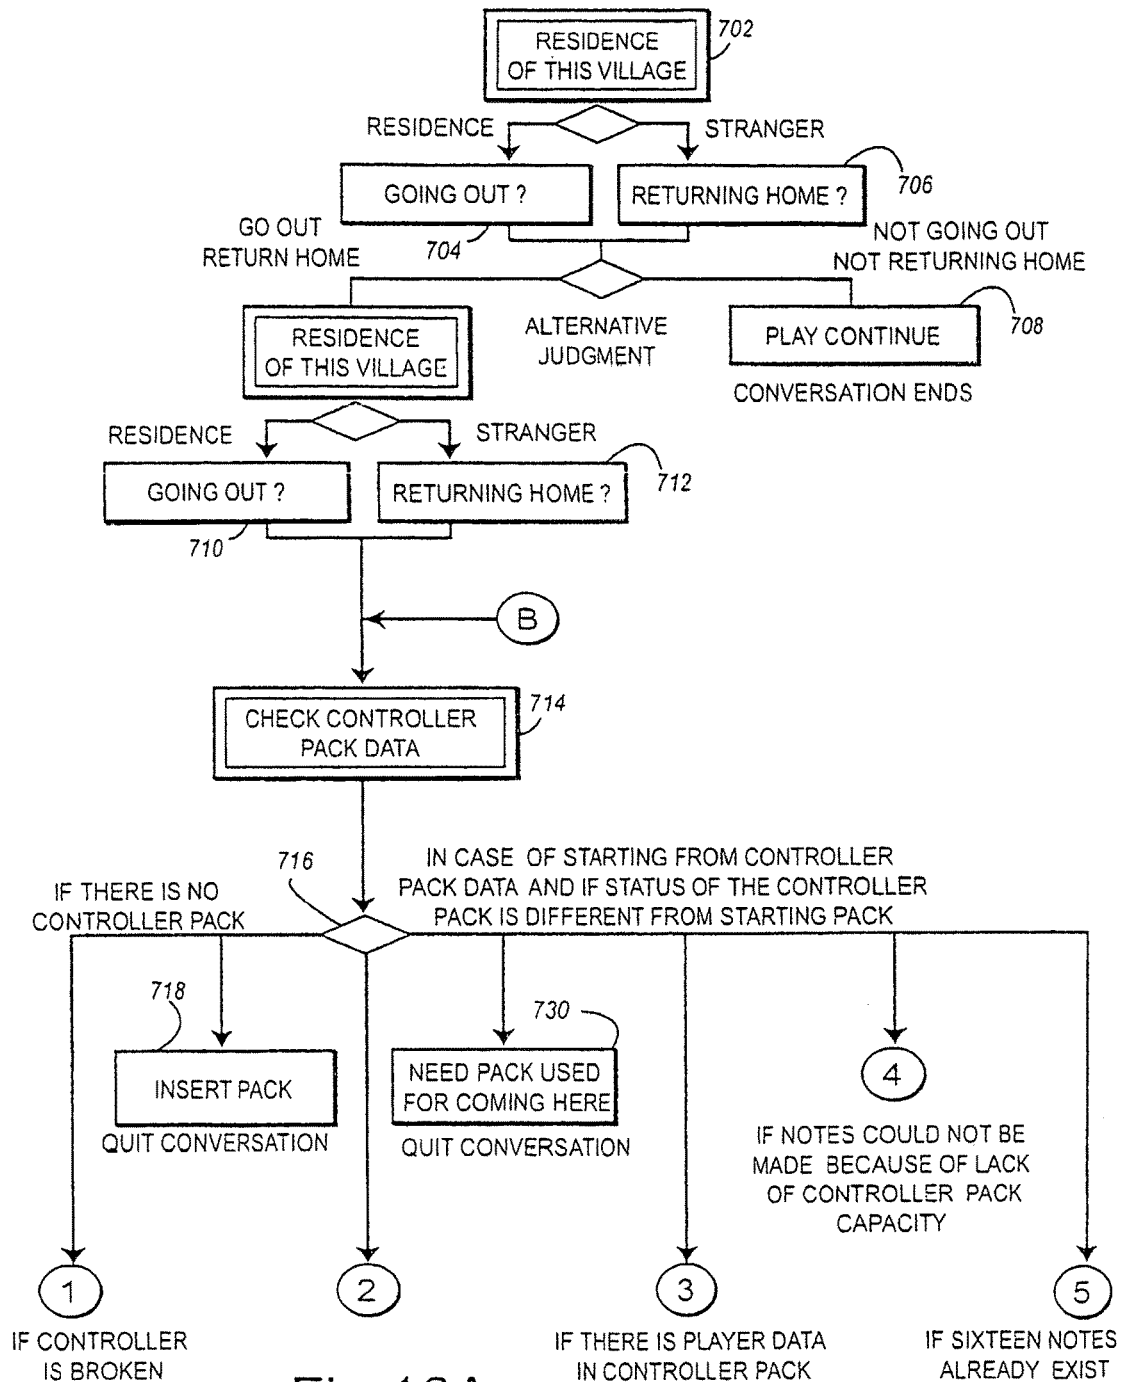 RESIDENCE
OF THIS VILLAGE
702
RESIDENCE
STRANGER
GOING OUT ?
704
RETURNING HOME ?
706
GO OUT
RETURN HOME
NOT GOING OUT
NOT RETURNING HOME
ALTERNATIVE
JUDGMENT
RESIDENCE
OF THIS VILLAGE
PLAY CONTINUE
708
CONVERSATION ENDS
RESIDENCE
STRANGER
GOING OUT ?
710
RETURNING HOME ?
712
B
CHECK CONTROLLER
PACK DATA
714
716
IF THERE IS NO
CONTROLLER PACK
IN CASE OF STARTING FROM CONTROLLER
PACK DATA AND IF STATUS OF THE CONTROLLER
PACK IS DIFFERENT FROM STARTING PACK
718
INSERT PACK
QUIT CONVERSATION
730
NEED PACK USED
FOR COMING HERE
QUIT CONVERSATION
4
IF NOTES COULD NOT BE
MADE BECAUSE OF LACK
OF CONTROLLER PACK
CAPACITY
1
IF CONTROLLER
IS BROKEN
2
3
IF THERE IS PLAYER DATA
IN CONTROLLER PACK
5
IF SIXTEEN NOTES
ALREADY EXIST